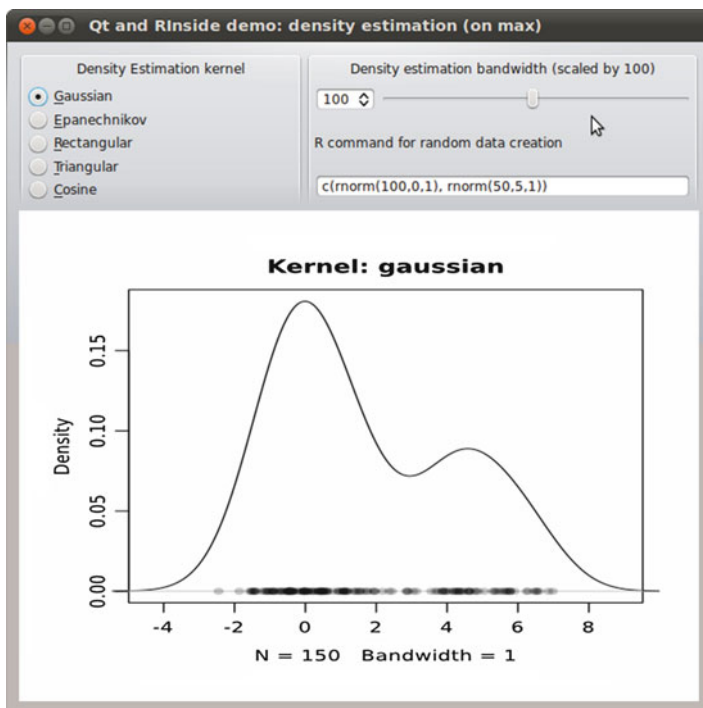 Qt and RInside demo: density estimation (on max)
Density Estimation kernel
Gaussian
Epanechnikov
Rectangular
Triangular
Cosine
Density estimation bandwidth (scaled by 100)
100
R command for random data creation
c(rnorm(100,0,1), rnorm(50,5,1))
Kernel: gaussian
Density
0.15
0.10
0.05
0.00
-4 -2 0 2 4 6 8
N = 150 Bandwidth = 1